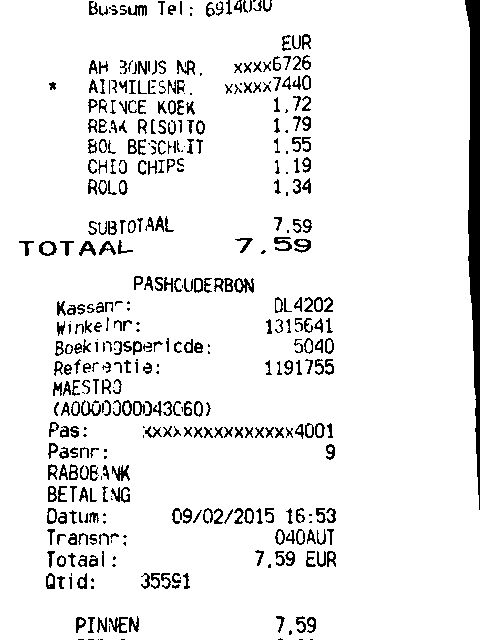 Bussum Tel: 6914030
EUR
AH BONUS NR. xxxx6726
* AIRMILESNR. xxxxx7440
PRINCE KOEK 1,72
R&AK RISOTTO 1,79
BOL BESCHUIT 1,55
CHIO CHIPS 1,19
ROLO 1,34
SUBTOTAAL 7,59
TOTAAL 7,59
PASHOUDERBON
Kassanr: DL4202
Winkelnr: 1315641
Boekingsperiode: 5040
Referentie: 1191755
MAESTRO
(A0000000043060)
Pas: xxxxxxxxxxxxxxx4001
Pasnr: 9
RABOBANK
BETALING
Datum: 09/02/2015 16:53
Transnr: 040AUT
Totaal: 7,59 EUR
Qtid: 35591
PINNEN 7,59